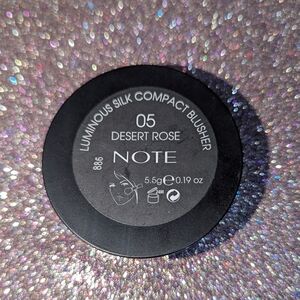 LUMINOUS SILK COMPACT BLUSHER
05
DESERT ROSE
NOTE
886
5.5g e 0.19 oz